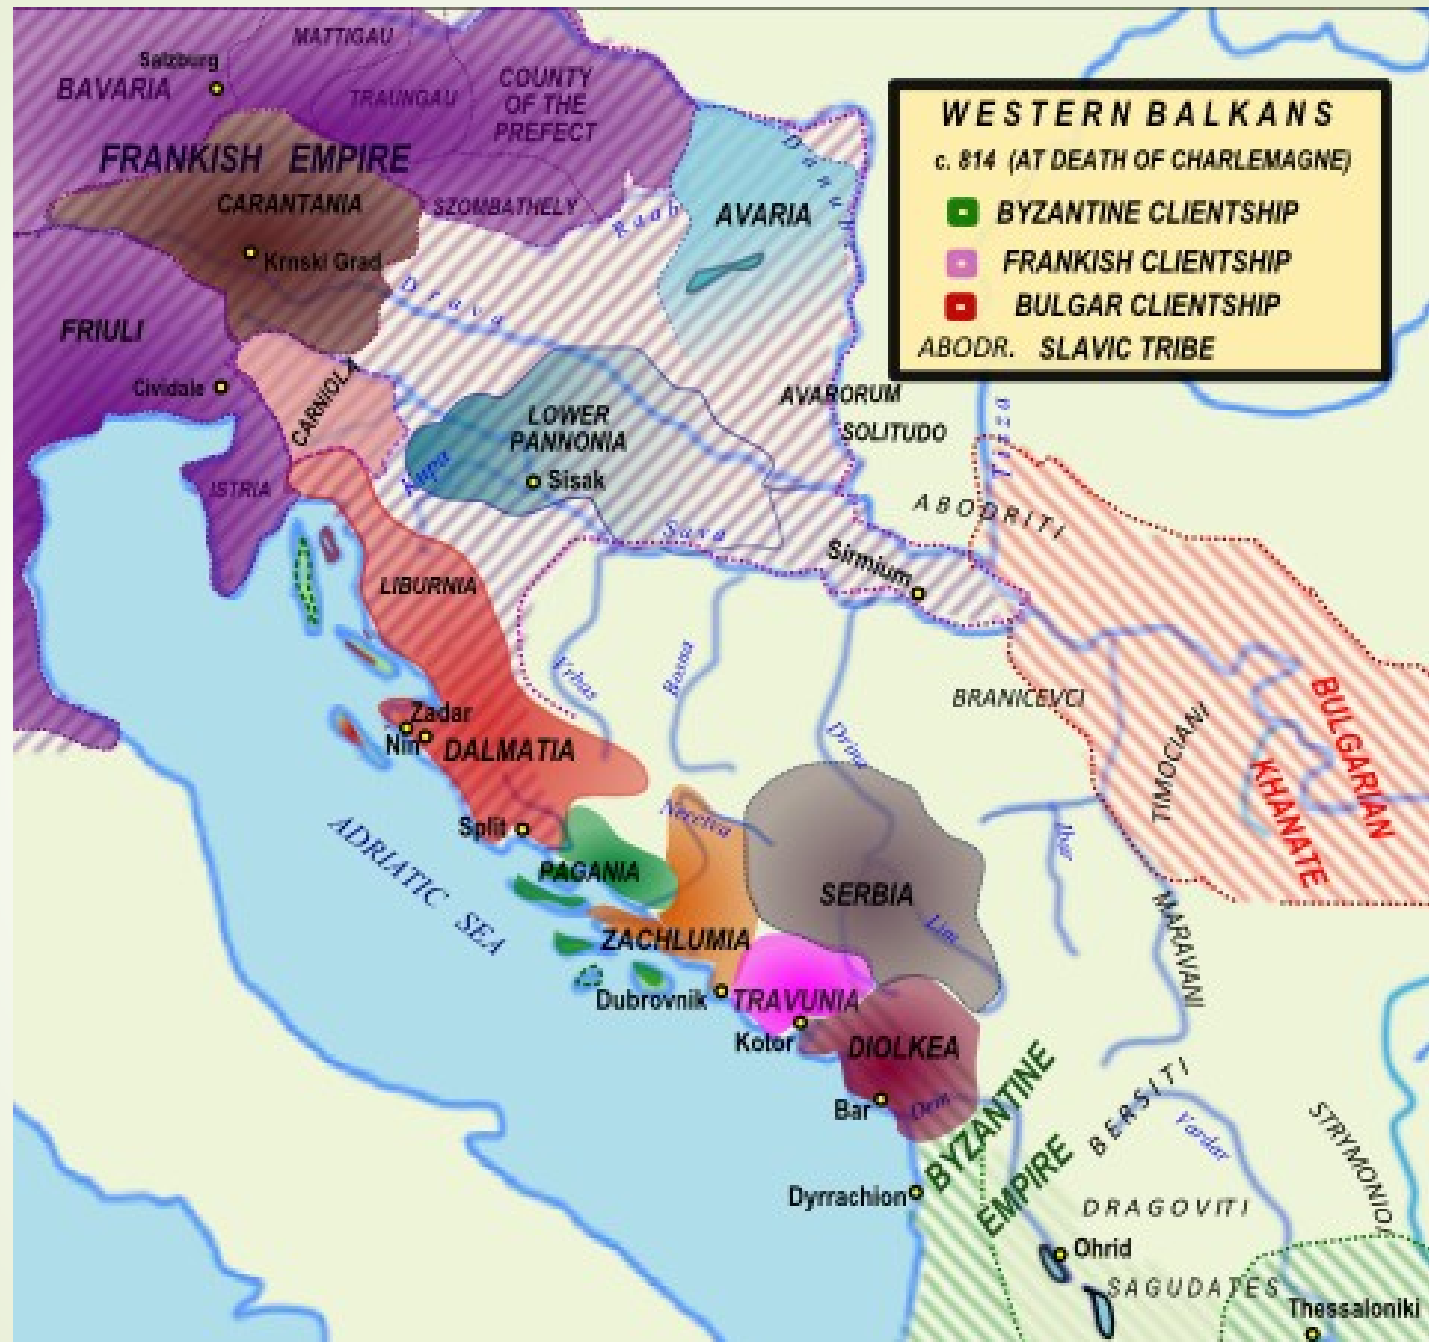 MATTIGAU
Salzburg
BAVARIA
TRAUNGAU
COUNTY
OF THE
PREFECT
FRANKISH EMPIRE
CARANTANIA
SZOMBATHELY
Raab
AVARIA
Danube
Krnski Grad
Drava
FRIULI
Cividale
CARNIOLA
LOWER
PANNONIA
Sisak
Kupa
ISTRIA
Sava
AVARORUM
SOLITUDO
Tizsa
ABODRITI
Sirmium
WESTERN BALKANS
c. 814 (AT DEATH OF CHARLEMAGNE)
BYZANTINE CLIENTSHIP
FRANKISH CLIENTSHIP
BULGAR CLIENTSHIP
ABODR. SLAVIC TRIBE
LIBURNIA
Vrbas
Bosna
Drina
BRANICEVCI
TIMOCIANI
BULGARIAN
KHANATE
Zadar
Nin
DALMATIA
Split
ADRIATIC SEA
PAGANIA
Neretva
SERBIA
Lim
Ibar
MARAVANI
ZACHLUMIA
Dubrovnik
TRAVUNIA
Kotor
DIOLKEA
Bar
BYZANTINE
EMPIRE
BERSITI
Vardar
STRYMONIOI
Dyrrachion
DRAGOVITI
Ohrid
SAGUDATES
Thessaloniki